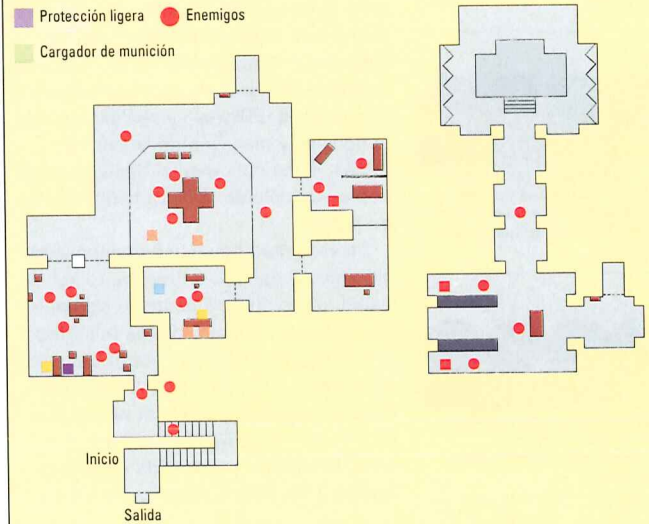 Protección ligera
Enemigos
Cargador de munición
Inicio
Salida